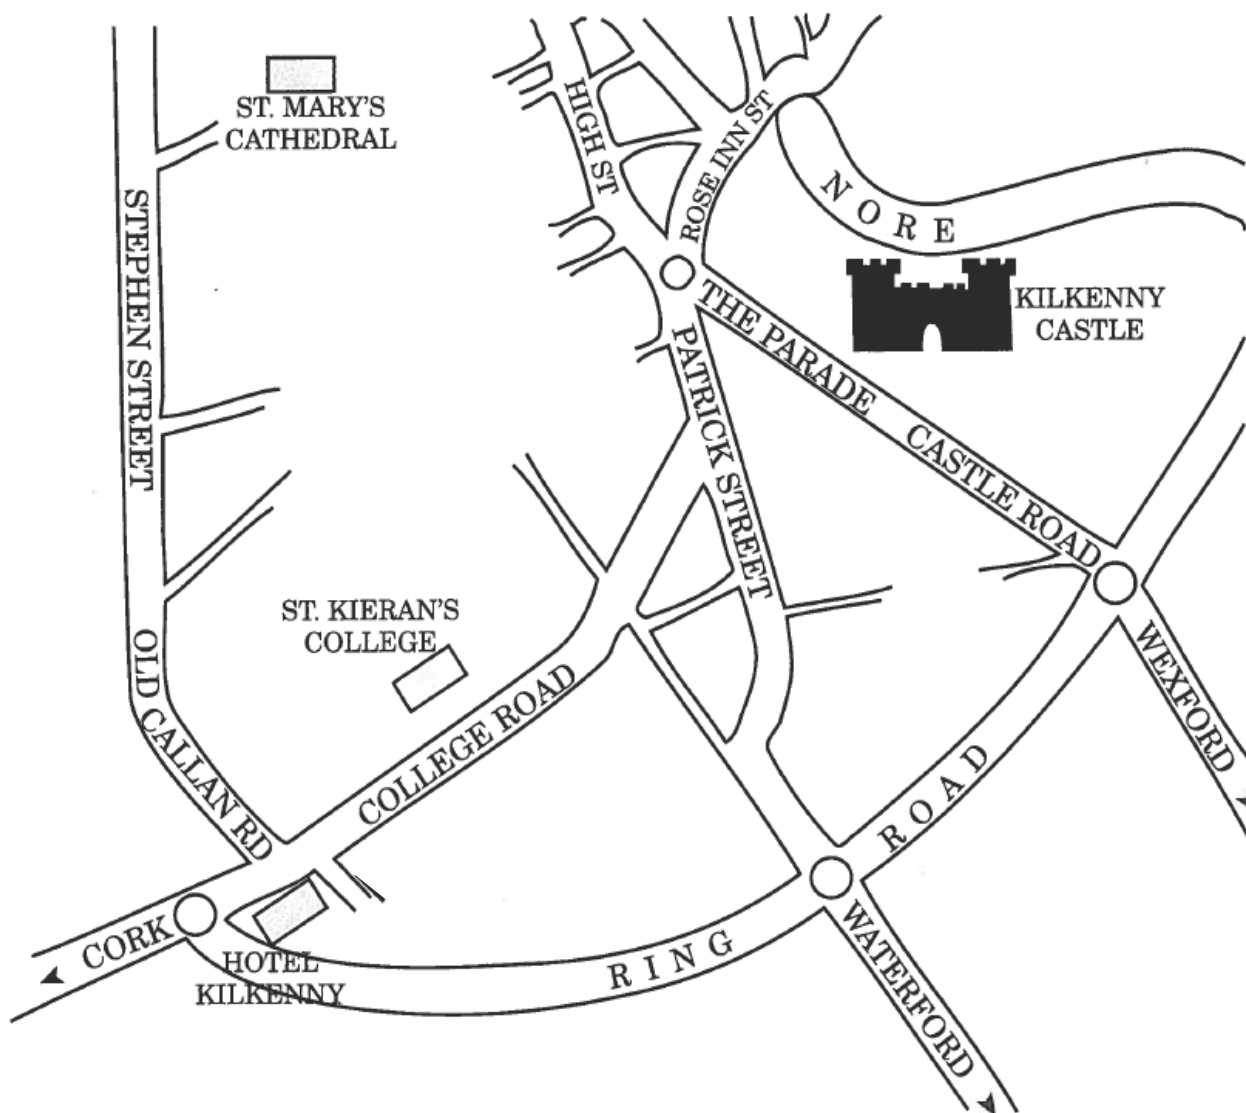 ST. MARY'S
CATHEDRAL
HIGH ST
ROSE INN ST
NORE
STEPHEN STREET
KILKENNY
CASTLE
THE PARADE
PATRICK STREET
CASTLE ROAD
ST. KIERAN'S
COLLEGE
OLD CALLAN RD
COLLEGE ROAD
WEXFORD
RING ROAD
CORK
HOTEL
KILKENNY
WATERFORD